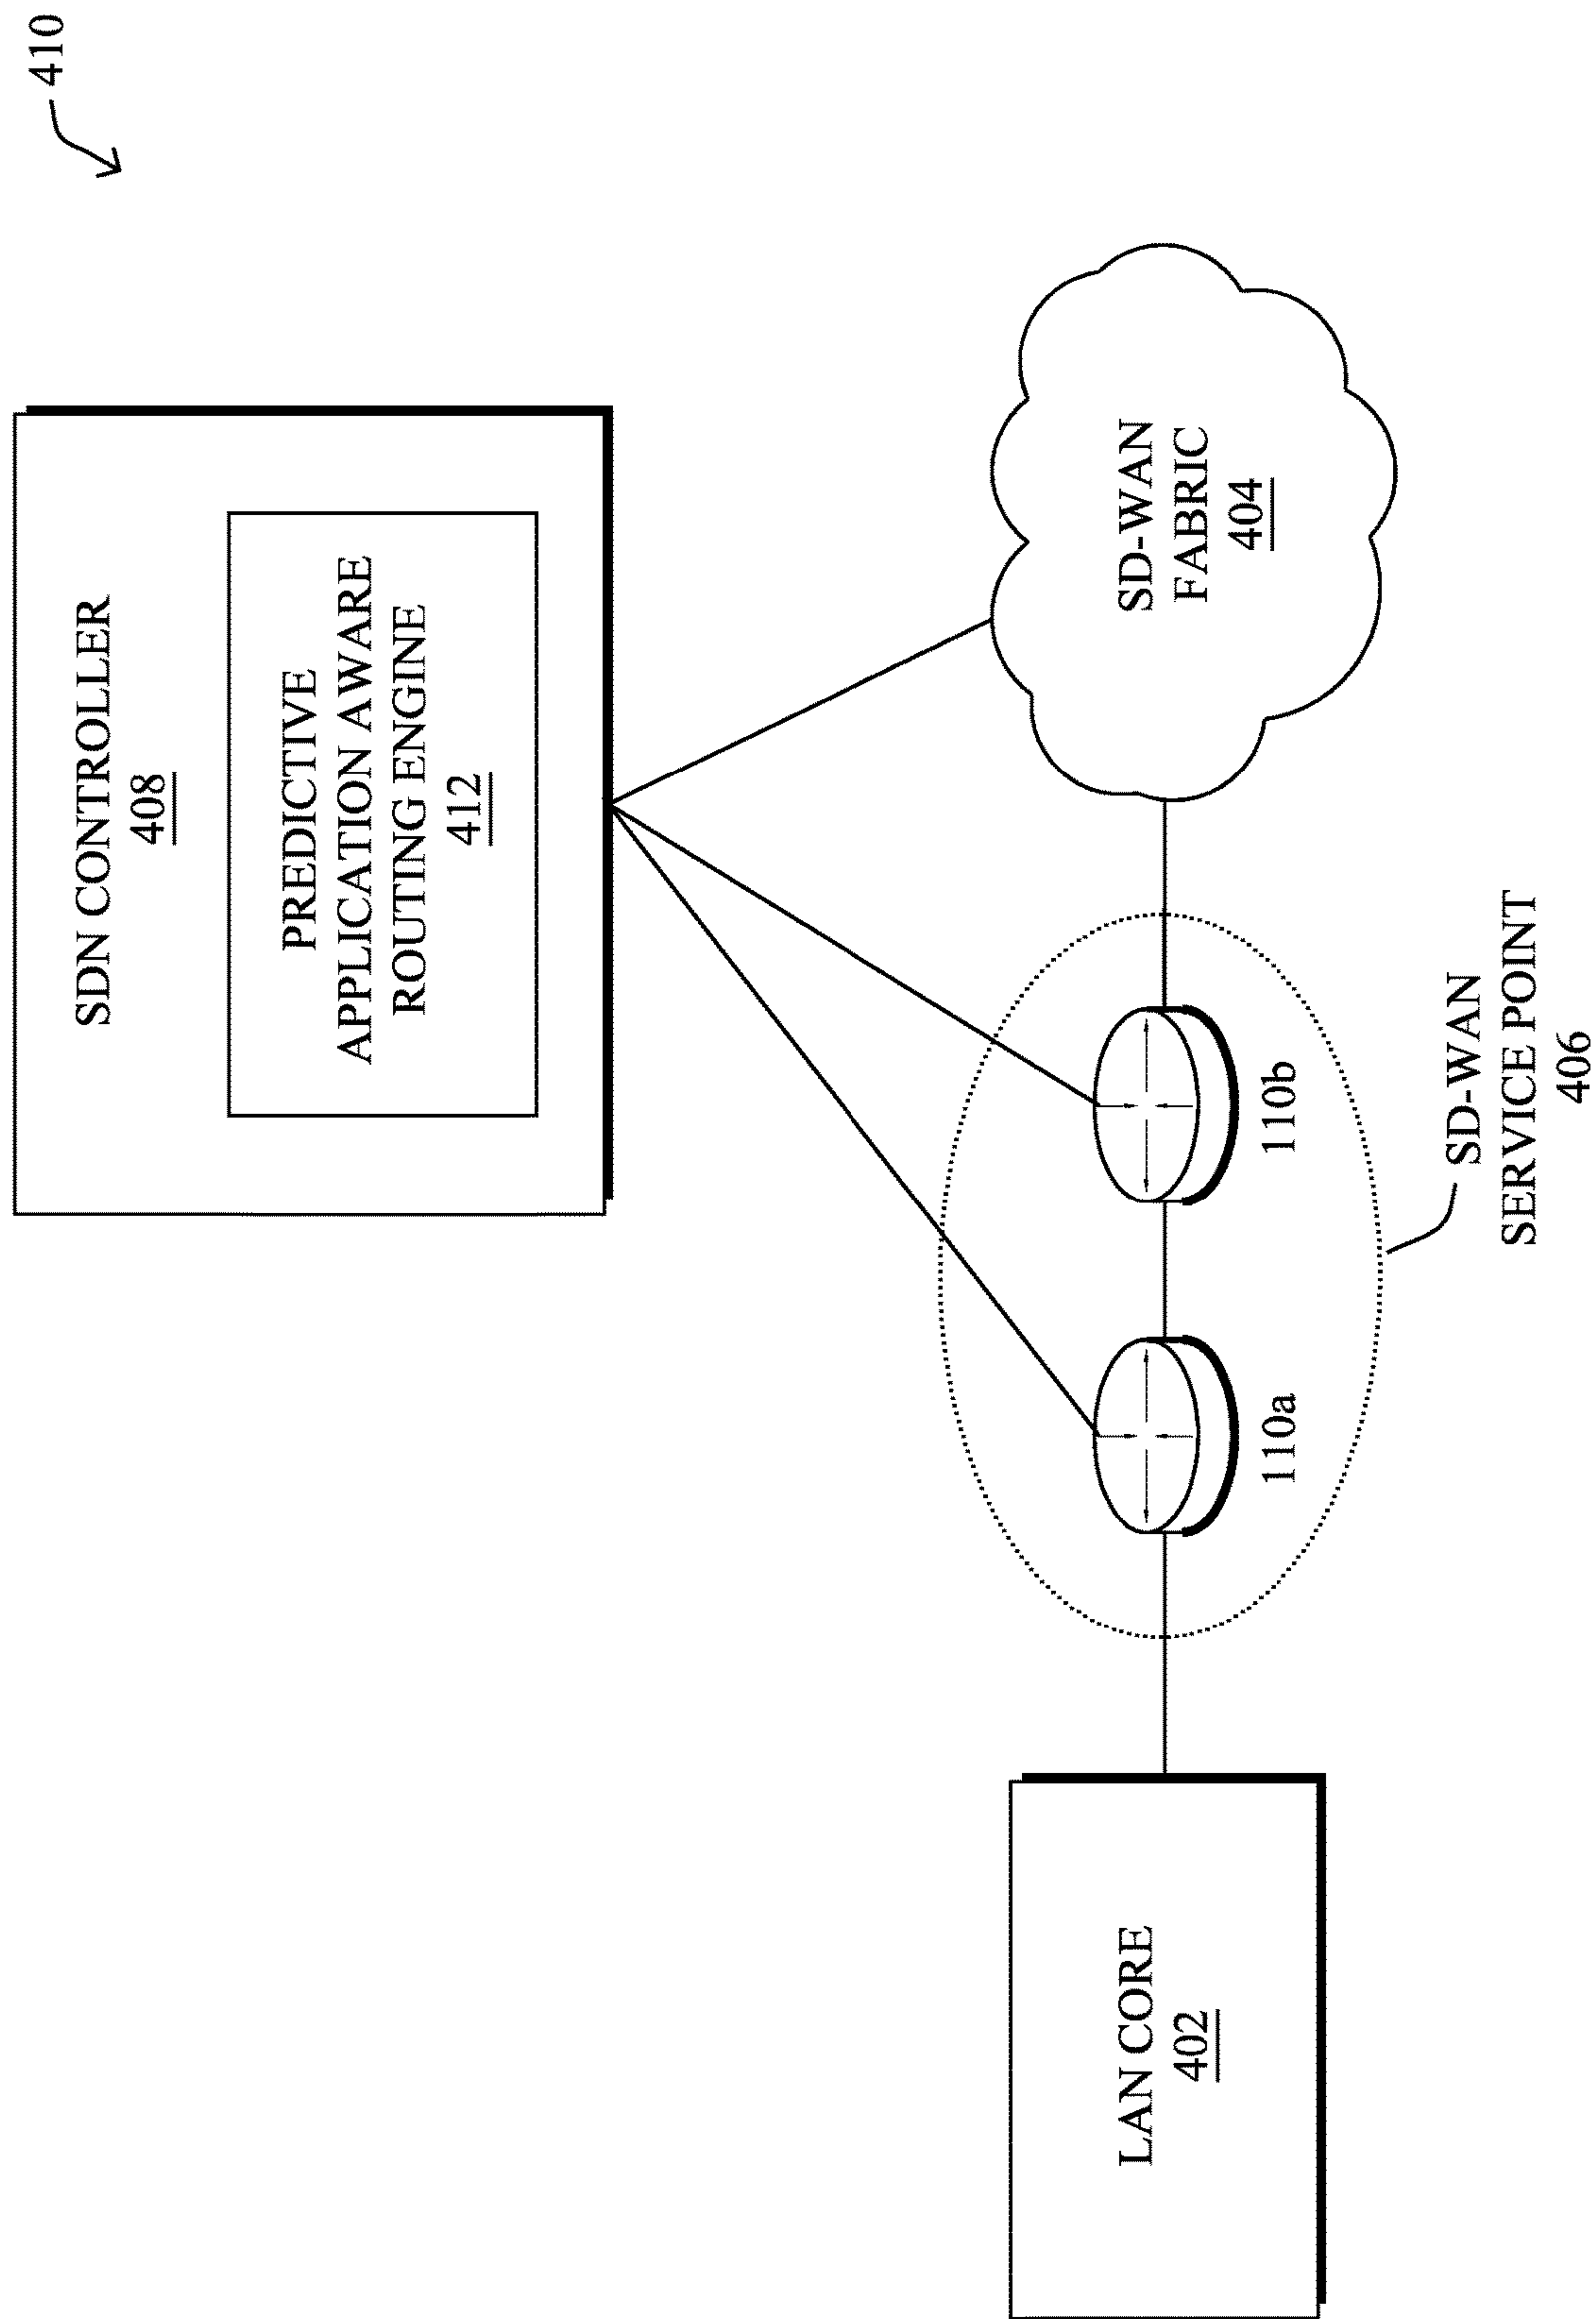 410
SDN CONTROLLER
408
PREDICTIVE
APPLICATION AWARE
ROUTING ENGINE
412
LAN CORE
402
110a
110b
SD-WAN
FABRIC
404
SD-WAN
SERVICE POINT
406